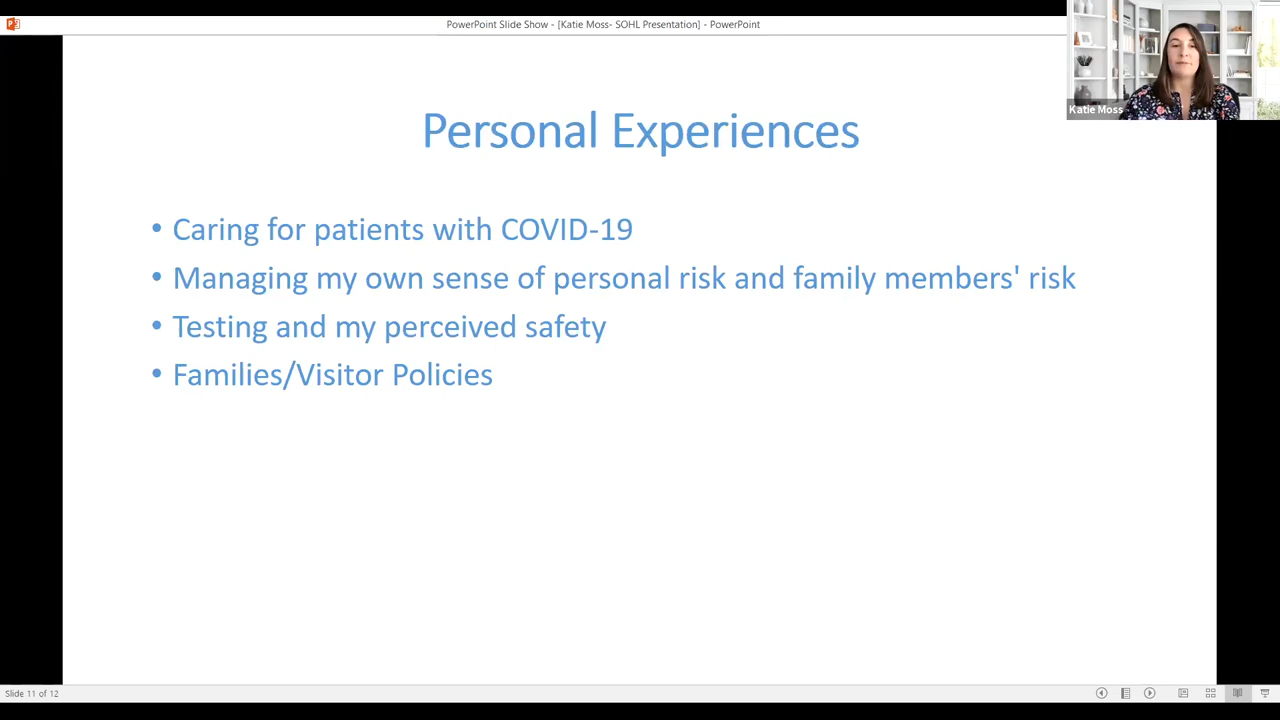 PowerPoint Slide Show - [Katie Moss- SOHL Presentation] - PowerPoint
Katie Moss
Personal Experiences
• Caring for patients with COVID-19
• Managing my own sense of personal risk and family members' risk
• Testing and my perceived safety
• Families/Visitor Policies
Slide 11 of 12